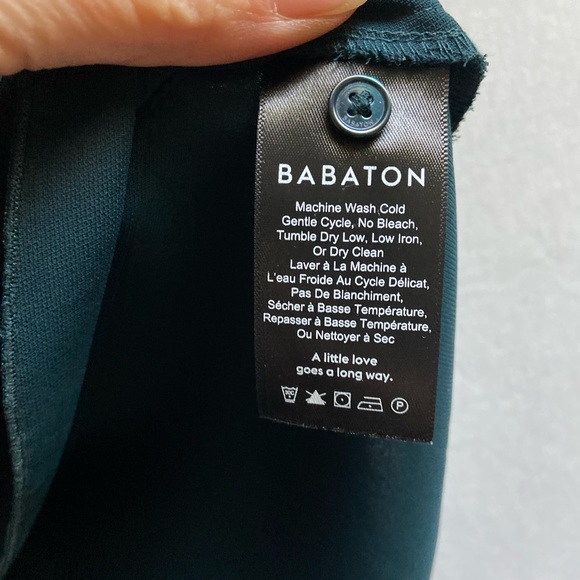 BABATON
Machine Wash Cold
Gentle Cycle, No Bleach,
Tumble Dry Low, Low Iron,
Or Dry Clean
Laver à La Machine à
L'eau Froide Au Cycle Délicat,
Pas De Blanchiment,
Sécher à Basse Température,
Repasser à Basse Température,
Ou Nettoyer à Sec
A little love
goes a long way.
P